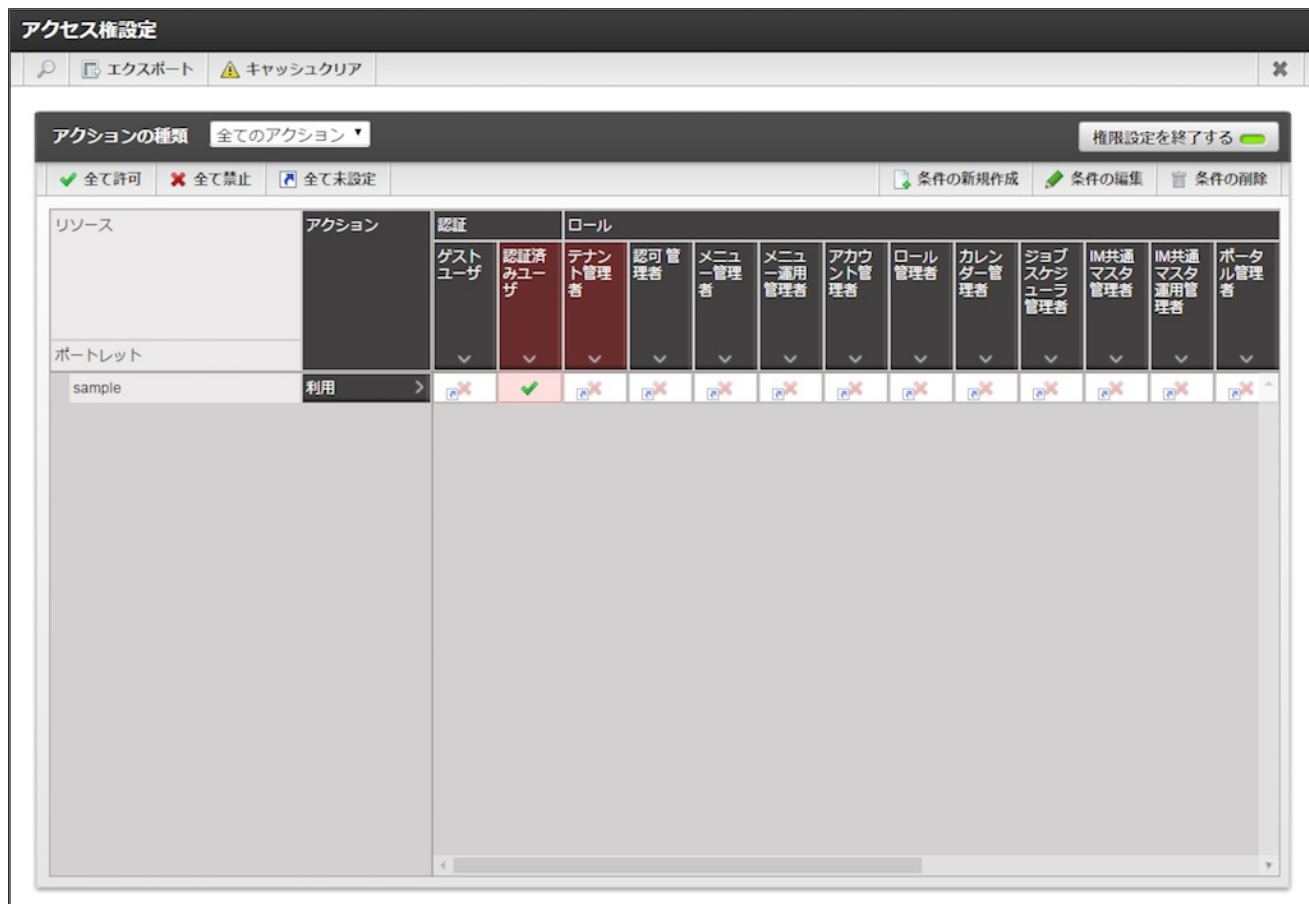 アクセス権設定
エクスポート キャッシュクリア
アクションの種類 全てのアクション 権限設定を終了する
全て許可 全て禁止 全て未設定 条件の新規作成 条件の編集 条件の削除
リソース アクション 認証 ロール
ゲスト
ユーザ
認証済
みユー
ザ
テナン
ト管理
者
認可 管
理者
メニュ
ー管理
者
メニュ
ー運用
管理者
アカウ
ント管
理者
ロール
管理者
カレン
ダー管
理者
ジョブ
スケジ
ューラ
管理者
IM共通
マスタ
管理者
IM共通
マスタ
運用管
理者
ポータ
ル管理
者
ポートレット
sample 利用